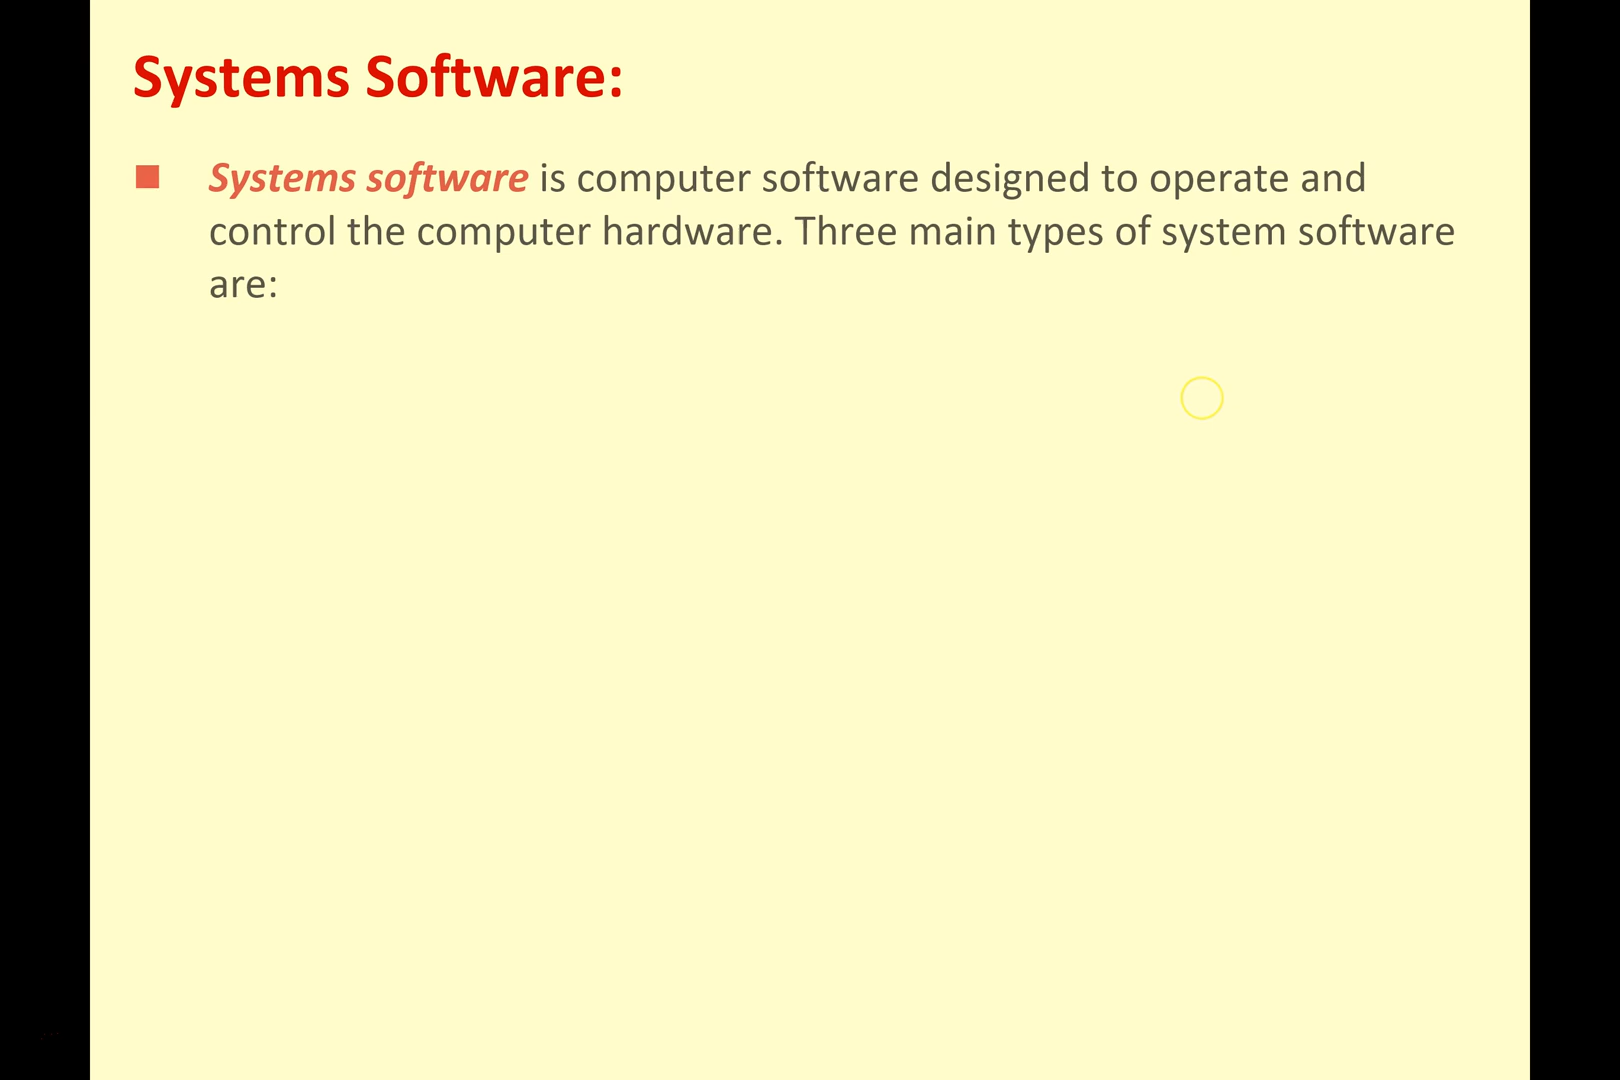 Systems Software:
Systems software is computer software designed to operate and
control the computer hardware. Three main types of system software
are: